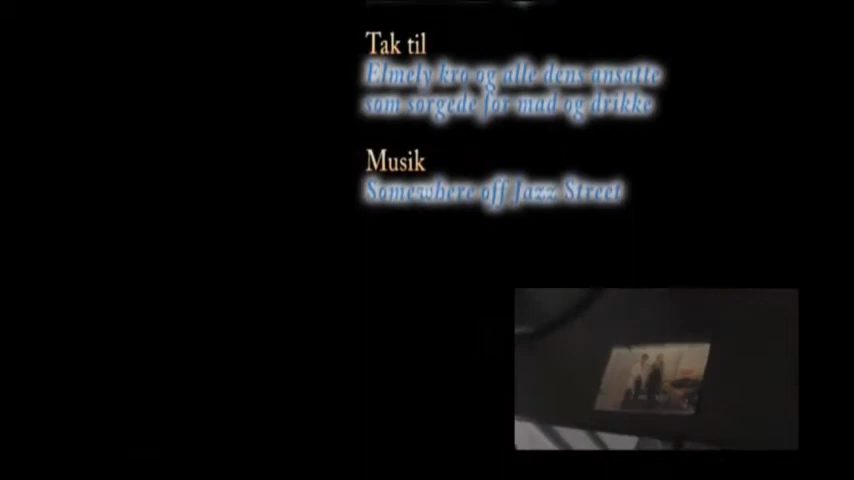 Tak til
Elmely kro og alle dens ansatte
som sørgede for mad og drikke
Musik
Somewhere off Jazz Street